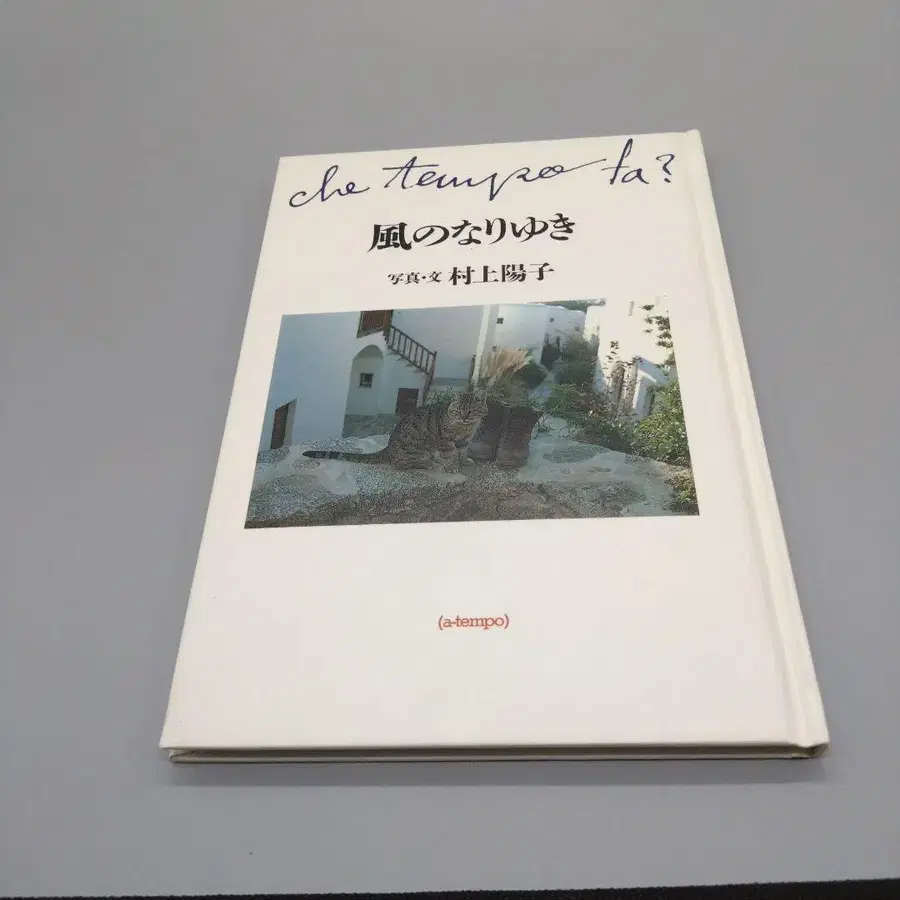 che tempo fa?
風のなりゆき
写真・文 村上陽子
(a-tempo)